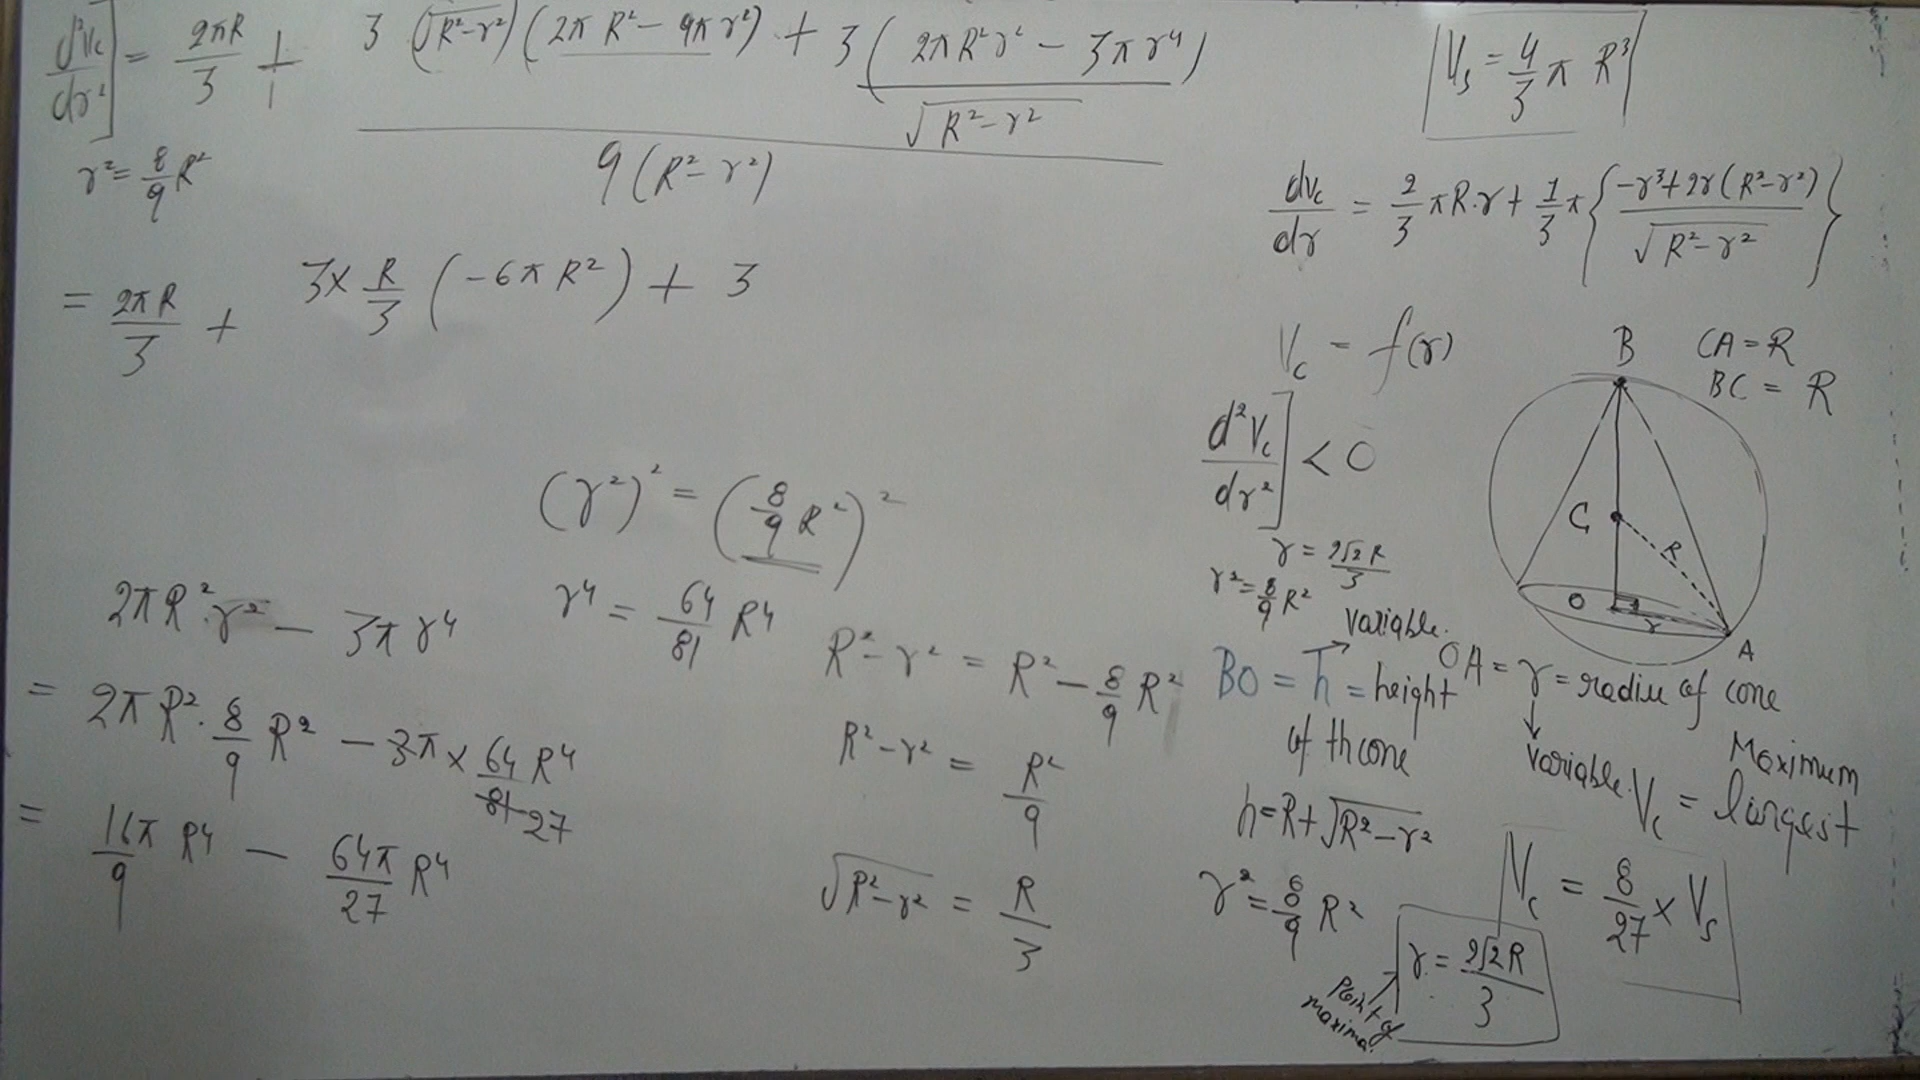 d²Vc/dr²] = 2πR/3 + [3 (√(R²-r²)) (2πR² - 9πr²) + 3 (2πR²r² - 3πr⁴)/√(R²-r²)] / 9(R²-r²)
r² = 8/9 R²
= 2πR/3 + 3× R/3 (-6πR²) + 3
(r²)² = (8/9 R²)²
2πR².r² - 3πr⁴
r⁴ = 64/81 R⁴
= 2πR². 8/9 R² - 3π × 64/81 R⁴
27
= 16π/9 R⁴ - 64π/27 R⁴
R²-r² = R² - 8/9 R²
R²-r² = R²/9
√(R²-r²) = R/3
Vs = 4/3 π R³
dVc/dr = 2/3 πR.r + 1/3 π {(-r³+2r(R²-r²))/√(R²-r²)}
Vc = f(r)
d²Vc/dr²] < 0
r = 2√2 R/3
r² = 8/9 R²
B
CA = R
BC = R
C
R
O
r
A
variable.
BO = h = height
of th cone
OA = r = radiu of cone
variable.
h = R+√(R²-r²)
Maximum
Vc = largest
r² = 8/9 R²
r = 2√2R/3
Point of
maxima.
Vc = 8/27 × Vs